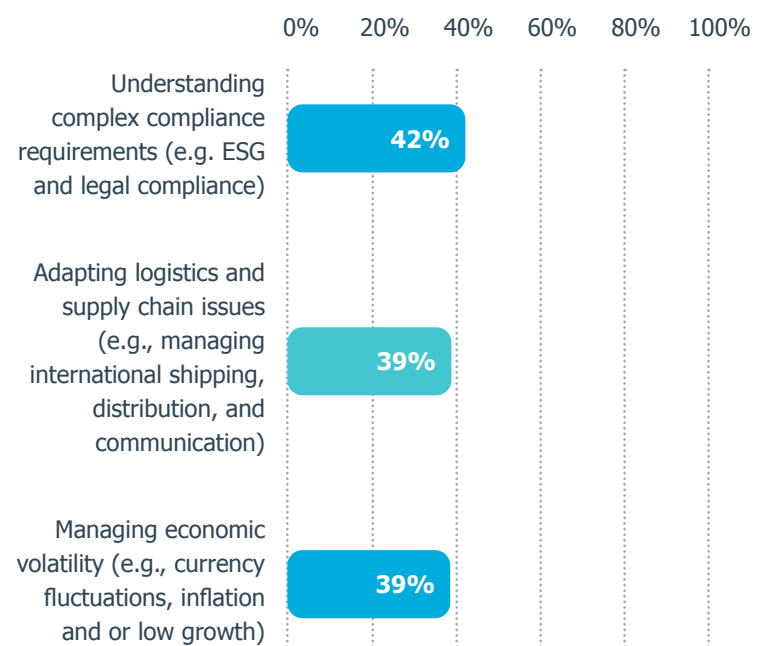 0% 20% 40% 60% 80% 100%
Understanding
complex compliance
requirements (e.g. ESG
and legal compliance)
42%
Adapting logistics and
supply chain issues
(e.g., managing
international shipping,
distribution, and
communication)
39%
Managing economic
volatility (e.g., currency
fluctuations, inflation
and or low growth)
39%